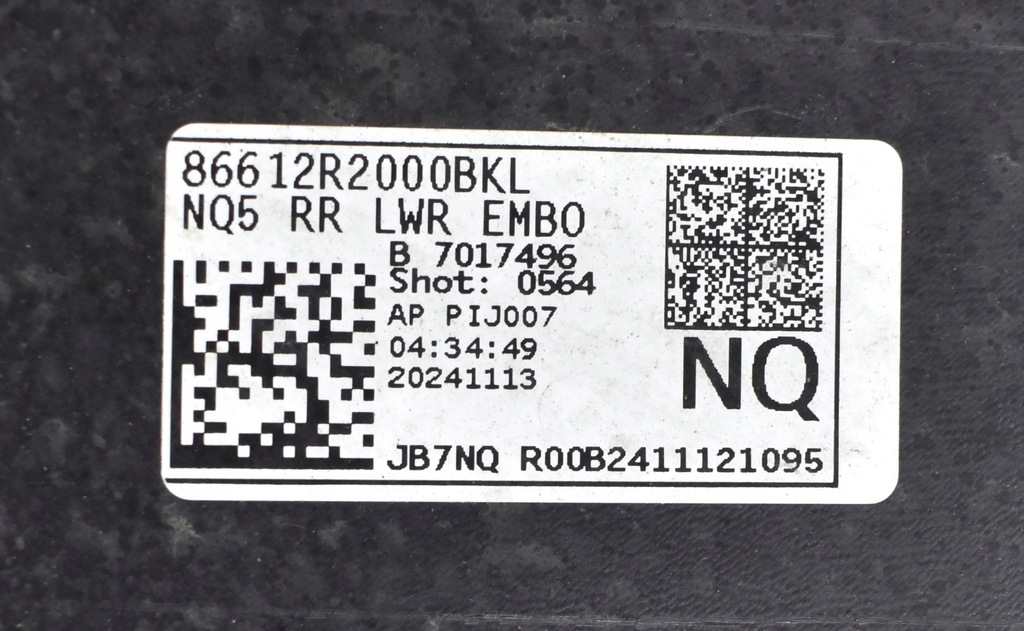 86612R2000BKL
NQ5 RR LWR EMBO
B 7017496
Shot: 0564
AP PIJ007
04:34:49
20241113
NQ
JB7NQ R00B2411121095